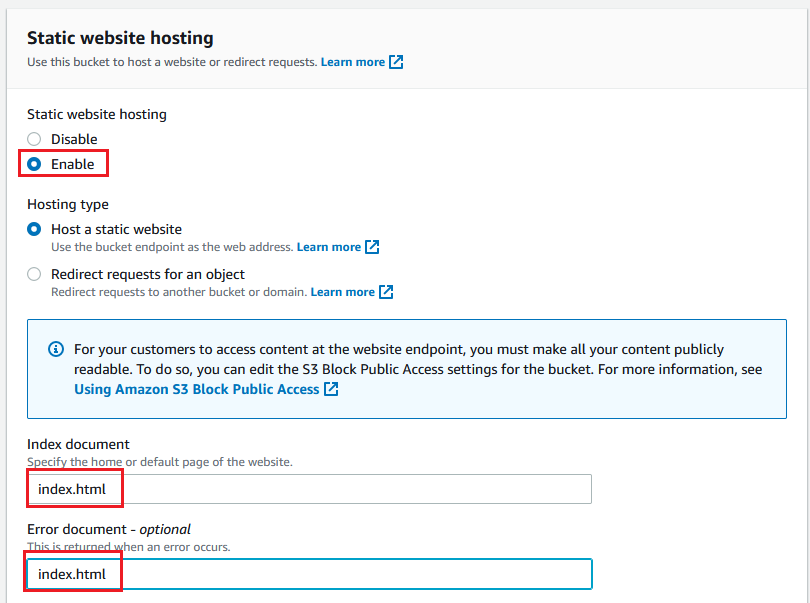 Static website hosting
Use this bucket to host a website or redirect requests. Learn more
Static website hosting
Disable
Enable
Hosting type
Host a static website
Use the bucket endpoint as the web address. Learn more
Redirect requests for an object
Redirect requests to another bucket or domain. Learn more
For your customers to access content at the website endpoint, you must make all your content publicly
readable. To do so, you can edit the S3 Block Public Access settings for the bucket. For more information, see
Using Amazon S3 Block Public Access
Index document
Specify the home or default page of the website.
index.html
Error document - optional
This is returned when an error occurs.
index.html